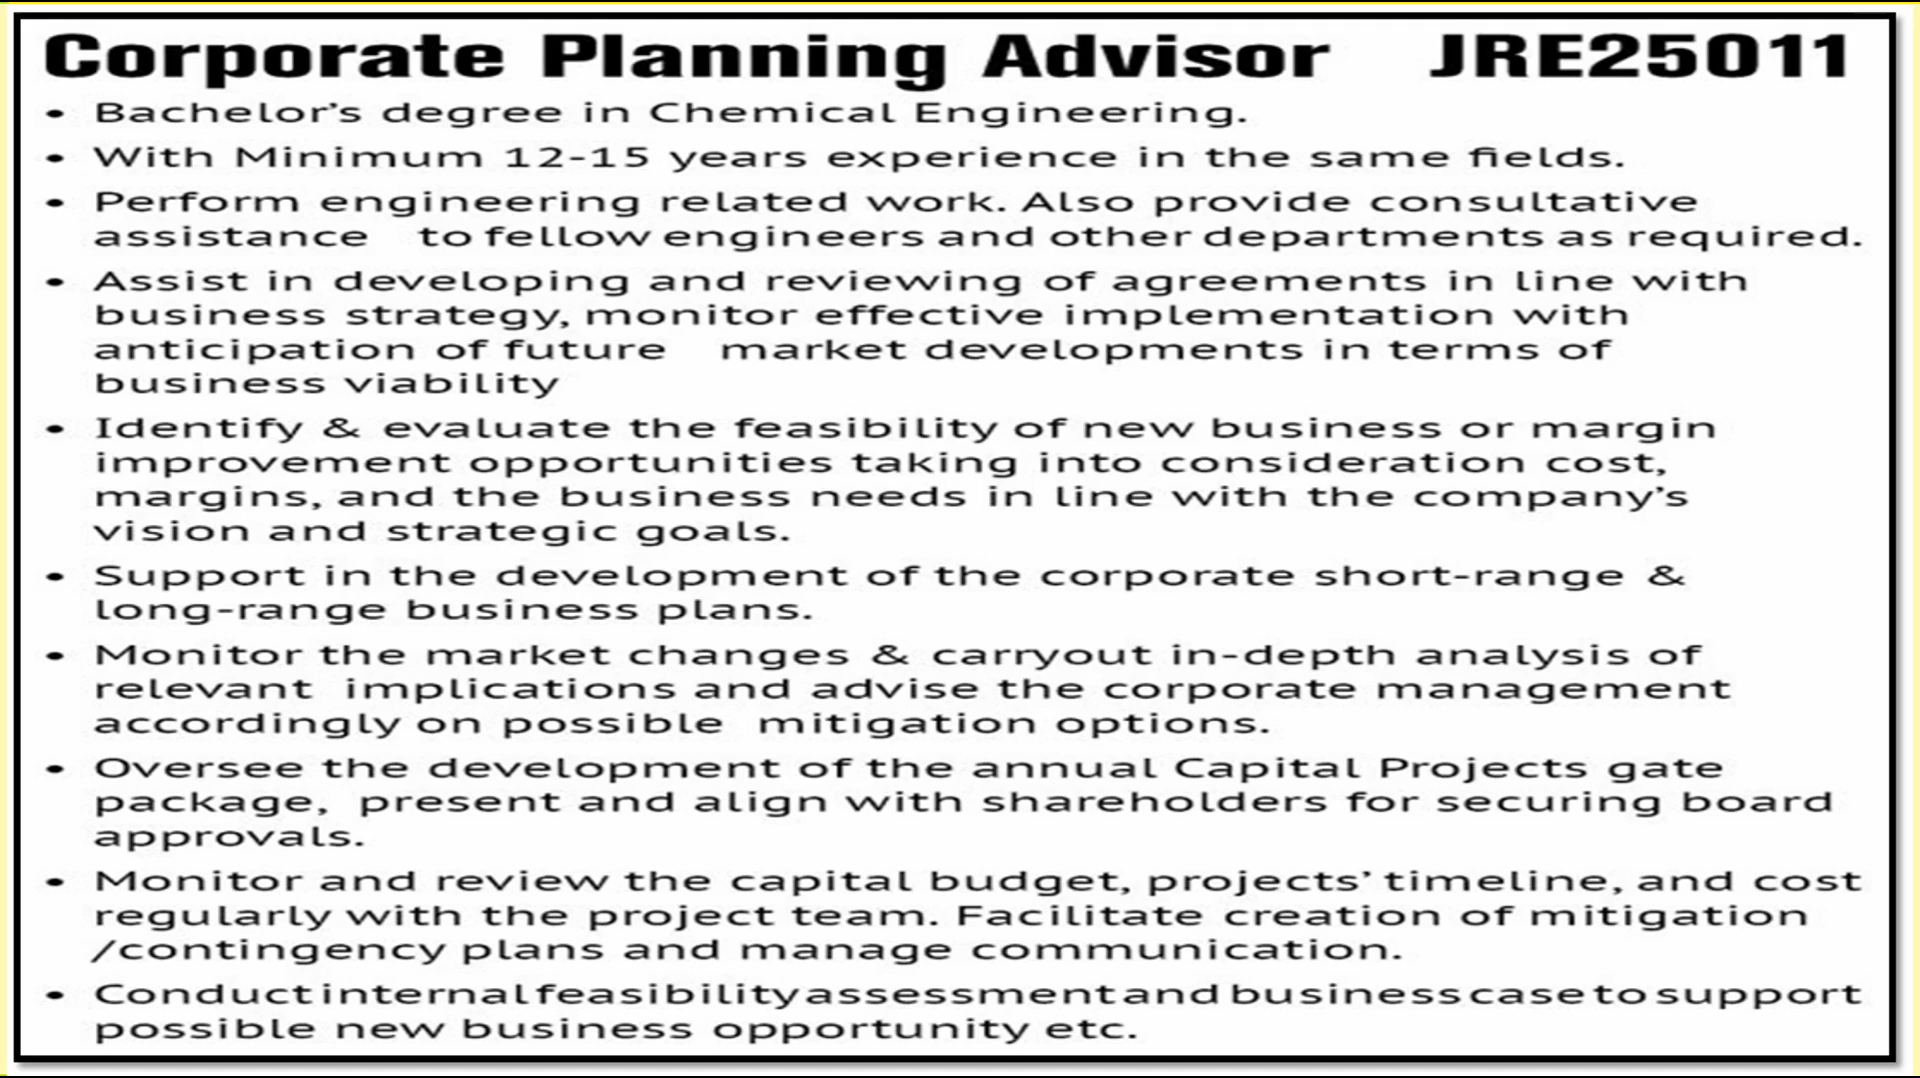 Corporate Planning Advisor JRE25011
• Bachelor's degree in Chemical Engineering.
• With Minimum 12-15 years experience in the same fields.
• Perform engineering related work. Also provide consultative
assistance to fellow engineers and other departments as required.
• Assist in developing and reviewing of agreements in line with
business strategy, monitor effective implementation with
anticipation of future market developments in terms of
business viability
• Identify & evaluate the feasibility of new business or margin
improvement opportunities taking into consideration cost,
margins, and the business needs in line with the company's
vision and strategic goals.
• Support in the development of the corporate short-range &
long-range business plans.
• Monitor the market changes & carryout in-depth analysis of
relevant implications and advise the corporate management
accordingly on possible mitigation options.
• Oversee the development of the annual Capital Projects gate
package, present and align with shareholders for securing board
approvals.
• Monitor and review the capital budget, projects' timeline, and cost
regularly with the project team. Facilitate creation of mitigation
/contingency plans and manage communication.
• Conduct internal feasibility assessment and business case to support
possible new business opportunity etc.